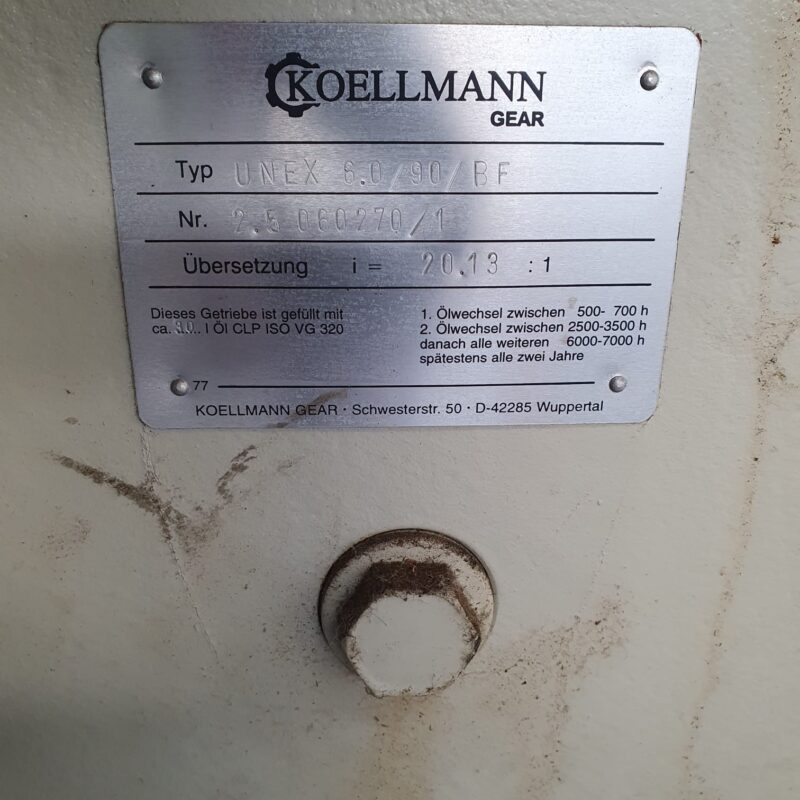 KOELLMANN
GEAR
Typ UNEX 6.0/90/BF
Nr. 2.5 060270/1
Übersetzung i = 20.13 : 1
Dieses Getriebe ist gefüllt mit
ca. 90 l Öl CLP ISO VG 320
1. Ölwechsel zwischen 500- 700 h
2. Ölwechsel zwischen 2500-3500 h
danach alle weiteren 6000-7000 h
spätestens alle zwei Jahre
77
KOELLMANN GEAR · Schwesterstr. 50 · D-42285 Wuppertal